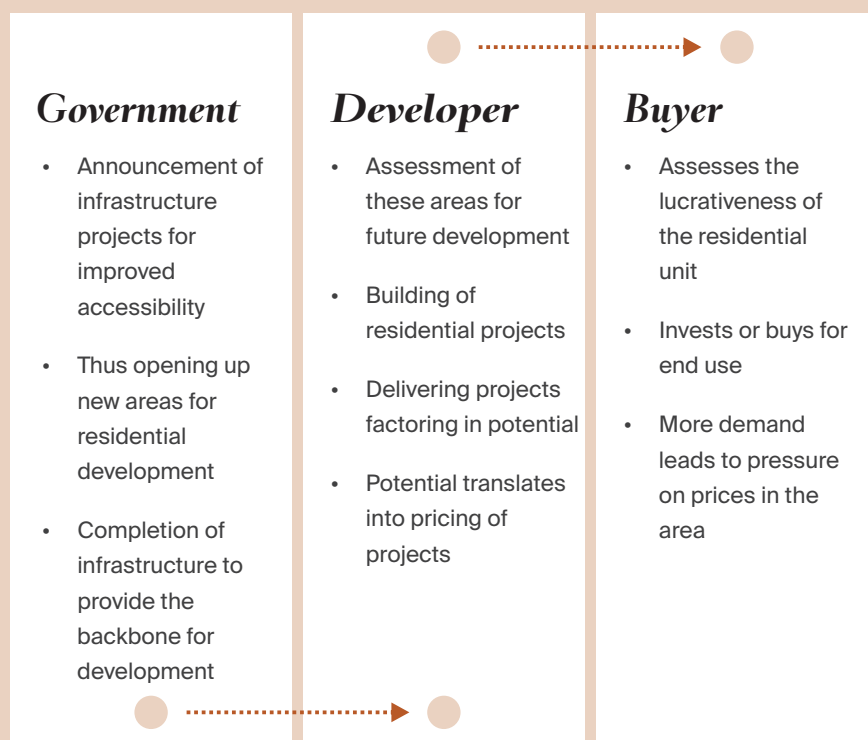 Government
• Announcement of
infrastructure
projects for
improved
accessibility
• Thus opening up
new areas for
residential
development
• Completion of
infrastructure to
provide the
backbone for
development
Developer
• Assessment of
these areas for
future development
• Building of
residential projects
• Delivering projects
factoring in potential
• Potential translates
into pricing of
projects
Buyer
• Assesses the
lucrativeness of
the residential
unit
• Invests or buys for
end use
• More demand
leads to pressure
on prices in the
area